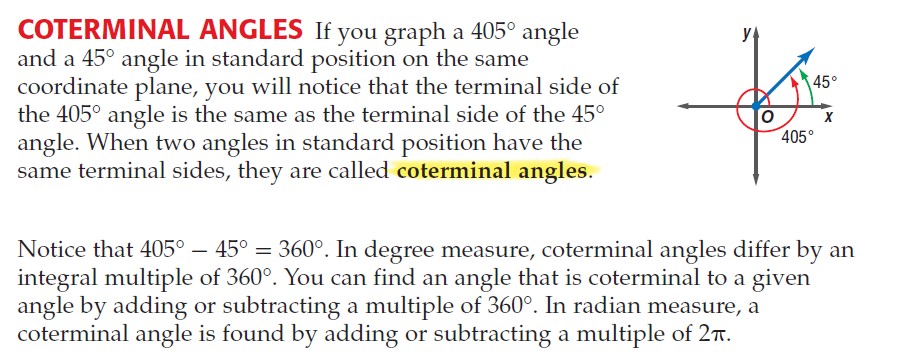 COTERMINAL ANGLES If you graph a 405° angle
and a 45° angle in standard position on the same
coordinate plane, you will notice that the terminal side of
the 405° angle is the same as the terminal side of the 45°
angle. When two angles in standard position have the
same terminal sides, they are called coterminal angles.
y
45°
O
x
405°
Notice that 405° – 45° = 360°. In degree measure, coterminal angles differ by an
integral multiple of 360°. You can find an angle that is coterminal to a given
angle by adding or subtracting a multiple of 360°. In radian measure, a
coterminal angle is found by adding or subtracting a multiple of 2π.